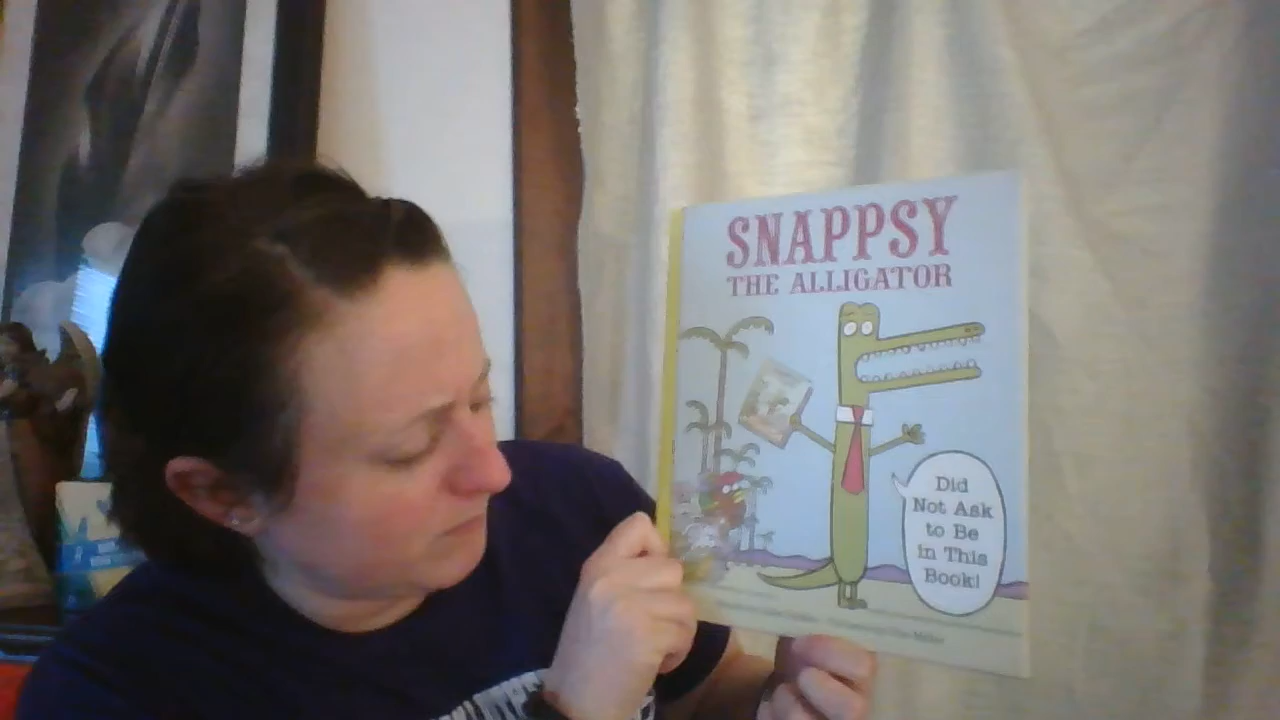 SNAPPSY
THE ALLIGATOR
Did
Not Ask
to Be
in This
Book!